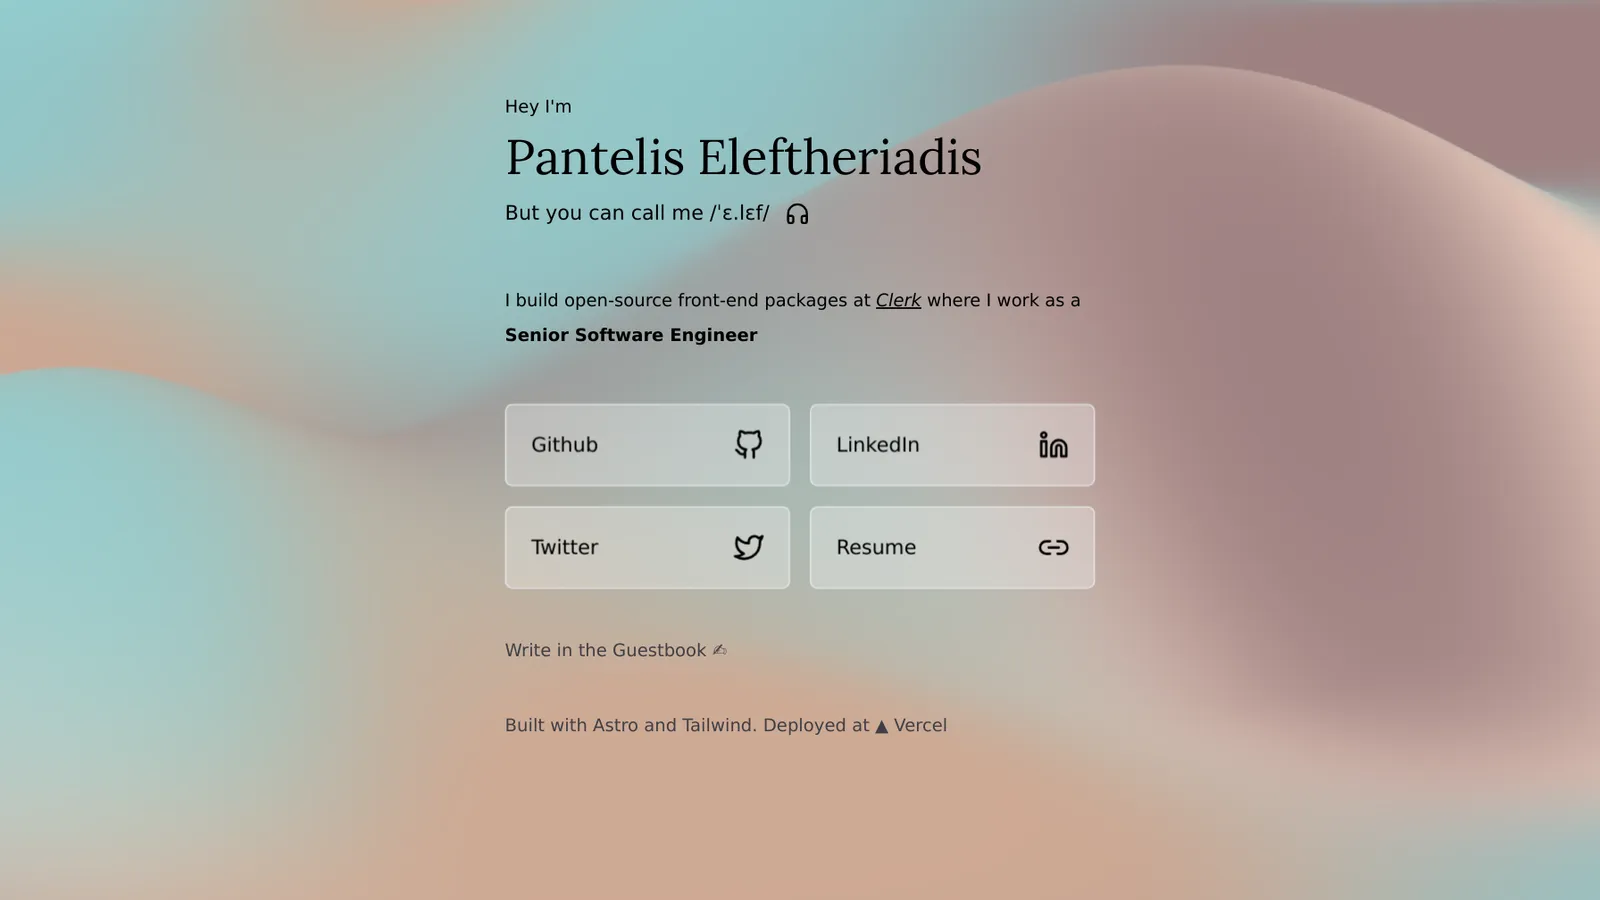 Hey I'm
Pantelis Eleftheriadis
But you can call me /ˈɛ.lɛf/
I build open-source front-end packages at Clerk where I work as a
Senior Software Engineer
Github
LinkedIn
Twitter
Resume
Write in the Guestbook ✍
Built with Astro and Tailwind. Deployed at ▲ Vercel